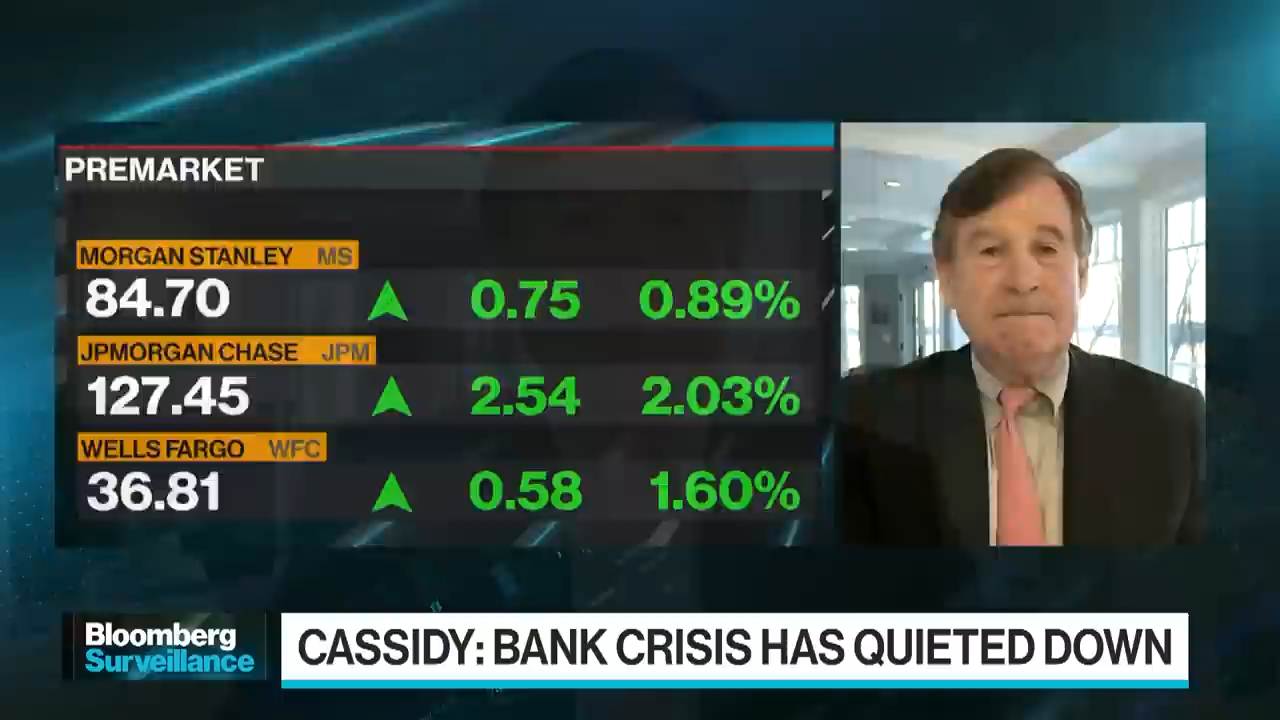 PREMARKET
MORGAN STANLEY MS
84.70 0.75 0.89%
JPMORGAN CHASE JPM
127.45 2.54 2.03%
WELLS FARGO WFC
36.81 0.58 1.60%
Bloomberg
Surveillance
CASSIDY: BANK CRISIS HAS QUIETED DOWN